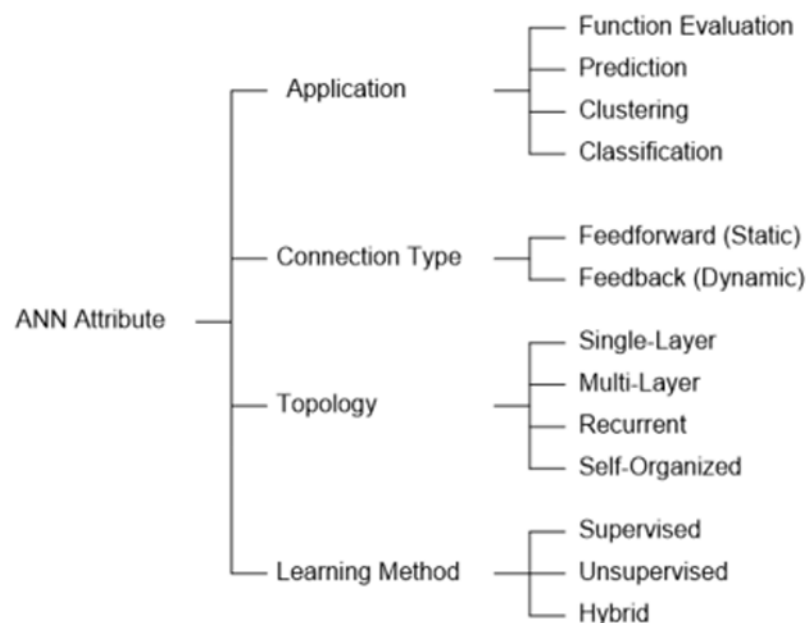 ANN Attribute
Application
Function Evaluation
Prediction
Clustering
Classification
Connection Type
Feedforward (Static)
Feedback (Dynamic)
Topology
Single-Layer
Multi-Layer
Recurrent
Self-Organized
Learning Method
Supervised
Unsupervised
Hybrid